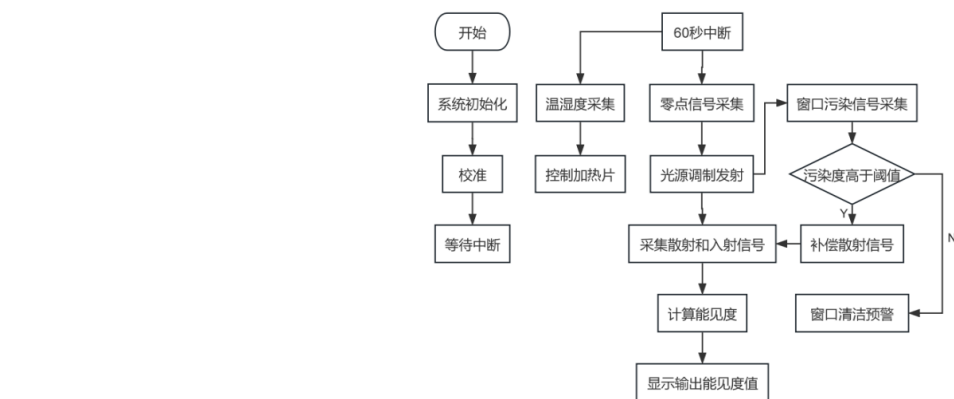 开始
系统初始化
校准
等待中断
60秒中断
温湿度采集
控制加热片
零点信号采集
光源调制发射
采集散射和入射信号
计算能见度
显示输出能见度值
窗口污染信号采集
污染度高于阈值
Y
补偿散射信号
N
窗口清洁预警